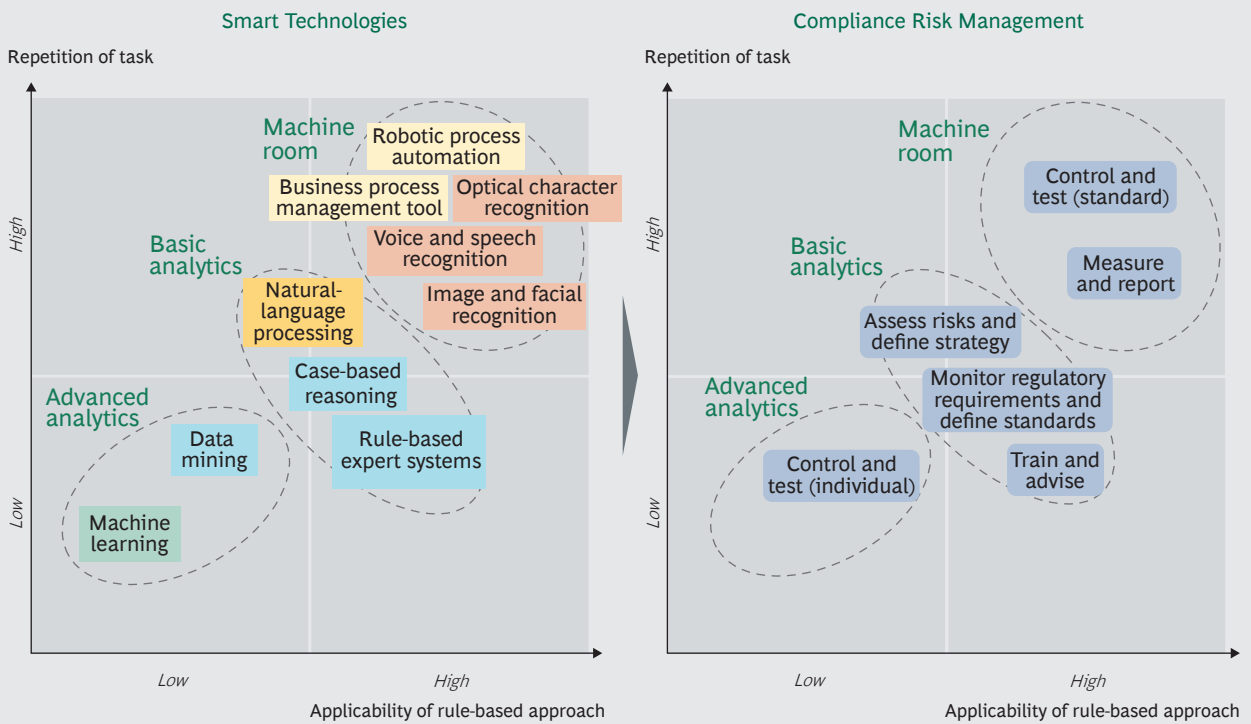 Smart Technologies
Repetition of task
Machine
room
Robotic process
automation
Business process
management tool
Optical character
recognition
Voice and speech
recognition
Basic
analytics
Natural-
language
processing
Image and facial
recognition
Case-based
reasoning
Advanced
analytics
Data
mining
Rule-based
expert systems
Machine
learning
High
Low
Low
High
Applicability of rule-based approach
Compliance Risk Management
Repetition of task
Machine
room
Control and
test (standard)
Measure
and report
Basic
analytics
Assess risks and
define strategy
Monitor regulatory
requirements and
define standards
Advanced
analytics
Control and
test (individual)
Train and
advise
High
Low
Low
High
Applicability of rule-based approach